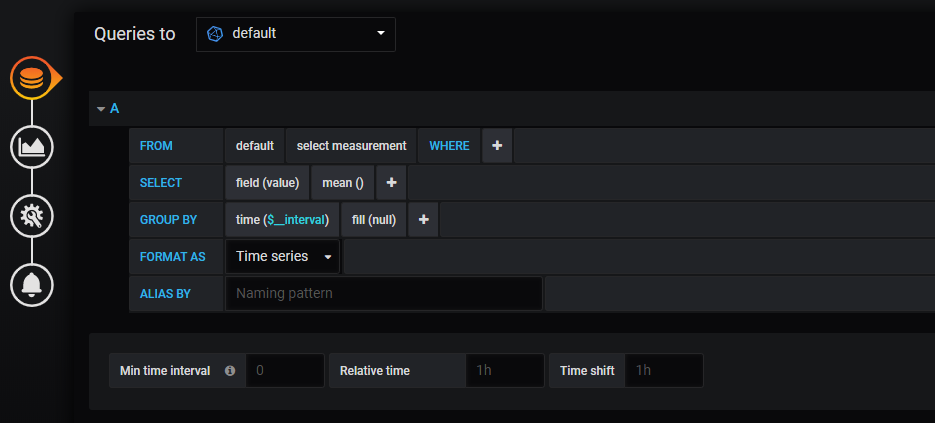 Queries to default
A
FROM default select measurement WHERE +
SELECT field (value) mean () +
GROUP BY time ($__interval) fill (null) +
FORMAT AS Time series
ALIAS BY Naming pattern
Min time interval 0 Relative time 1h Time shift 1h